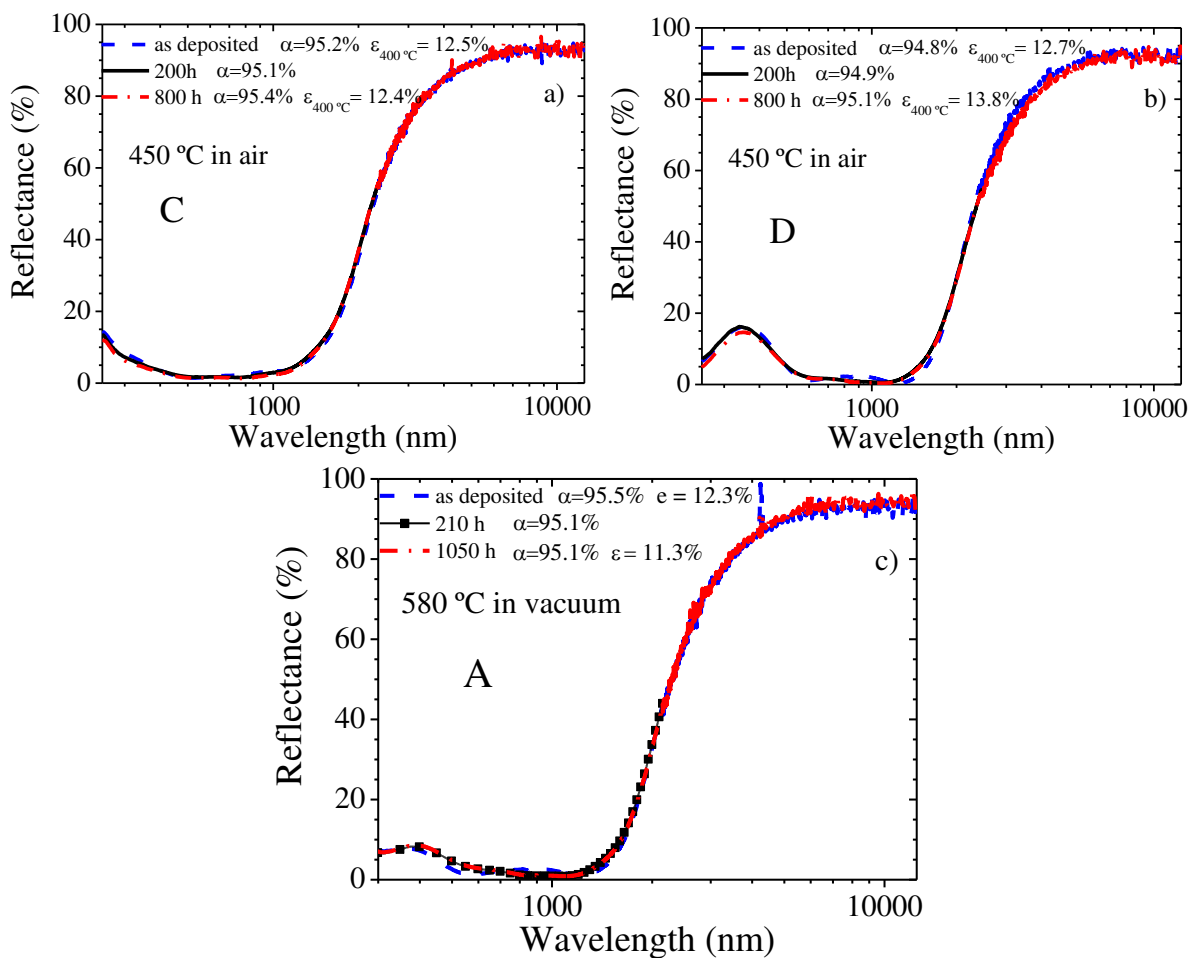 100
80
60
40
20
0
Reflectance (%)
as deposited α=95.2% ε400 ºC= 12.5%
200h α=95.1%
800 h α=95.4% ε400 ºC= 12.4%
a)
450 ºC in air
C
1000
10000
Wavelength (nm)
100
80
60
40
20
0
Reflectance (%)
as deposited α=94.8% ε400 ºC= 12.7%
200h α=94.9%
800 h α=95.1% ε400 ºC= 13.8%
b)
450 ºC in air
D
1000
10000
Wavelength (nm)
100
80
60
40
20
0
Reflectance (%)
as deposited α=95.5% e = 12.3%
210 h α=95.1%
1050 h α=95.1% ε= 11.3%
c)
580 ºC in vacuum
A
1000
10000
Wavelength (nm)